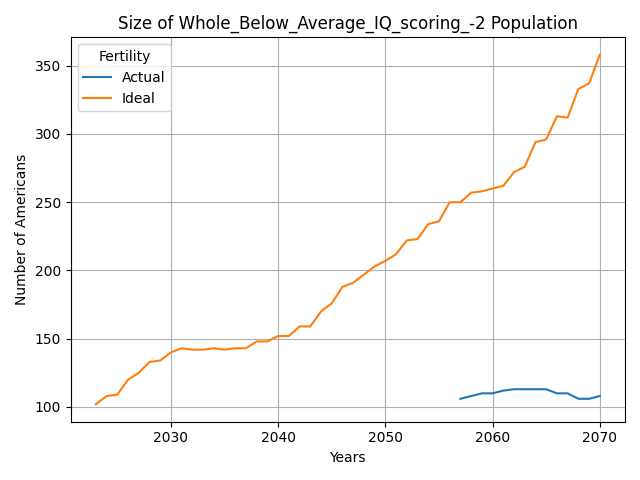 Size of Whole_Below_Average_IQ_scoring_-2 Population
Fertility
Actual
Ideal
350
300
250
200
150
100
Number of Americans
2030
2040
2050
2060
2070
Years